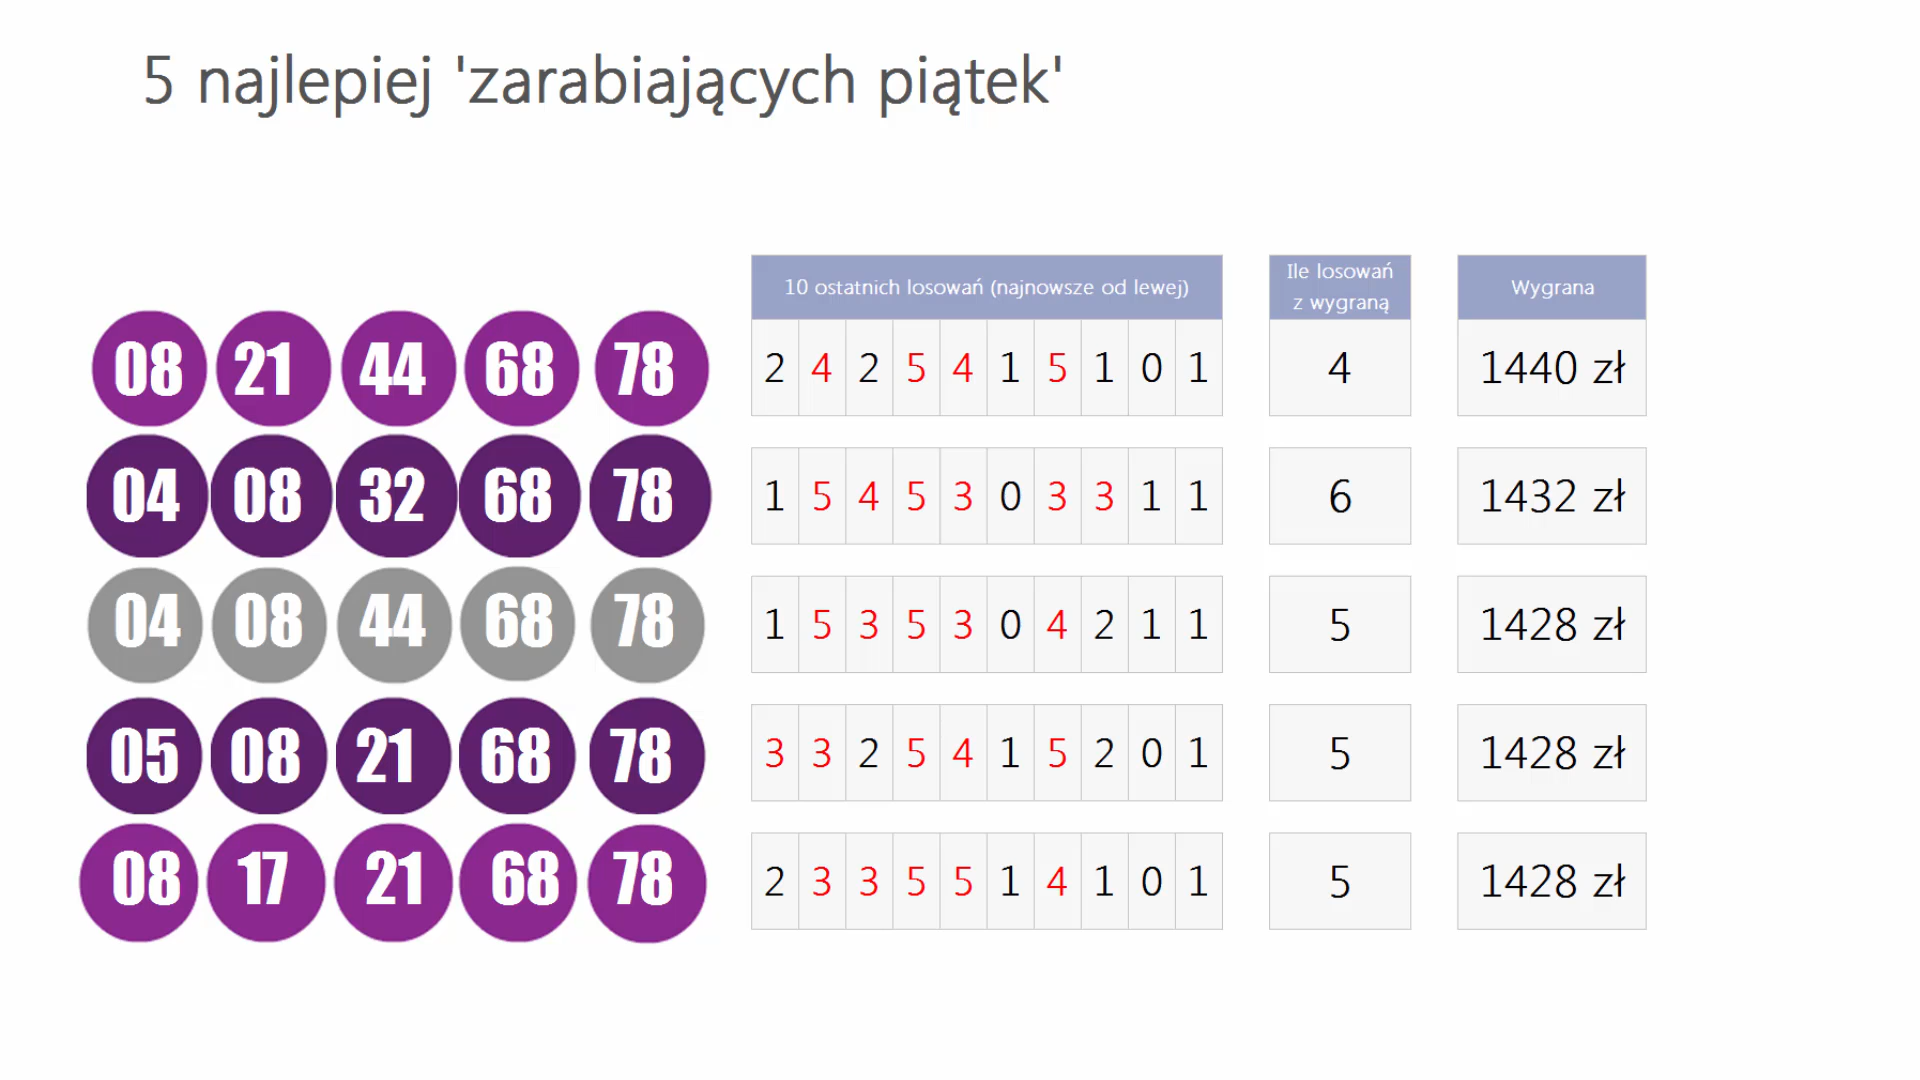 5 najlepiej 'zarabiających piątek'
10 ostatnich losowań (najnowsze od lewej)
Ile losowań
z wygraną
Wygrana
08 21 44 68 78 2 4 2 5 4 1 5 1 0 1 4 1440 zł
04 08 32 68 78 1 5 4 5 3 0 3 3 1 1 6 1432 zł
04 08 44 68 78 1 5 3 5 3 0 4 2 1 1 5 1428 zł
05 08 21 68 78 3 3 2 5 4 1 5 2 0 1 5 1428 zł
08 17 21 68 78 2 3 3 5 5 1 4 1 0 1 5 1428 zł